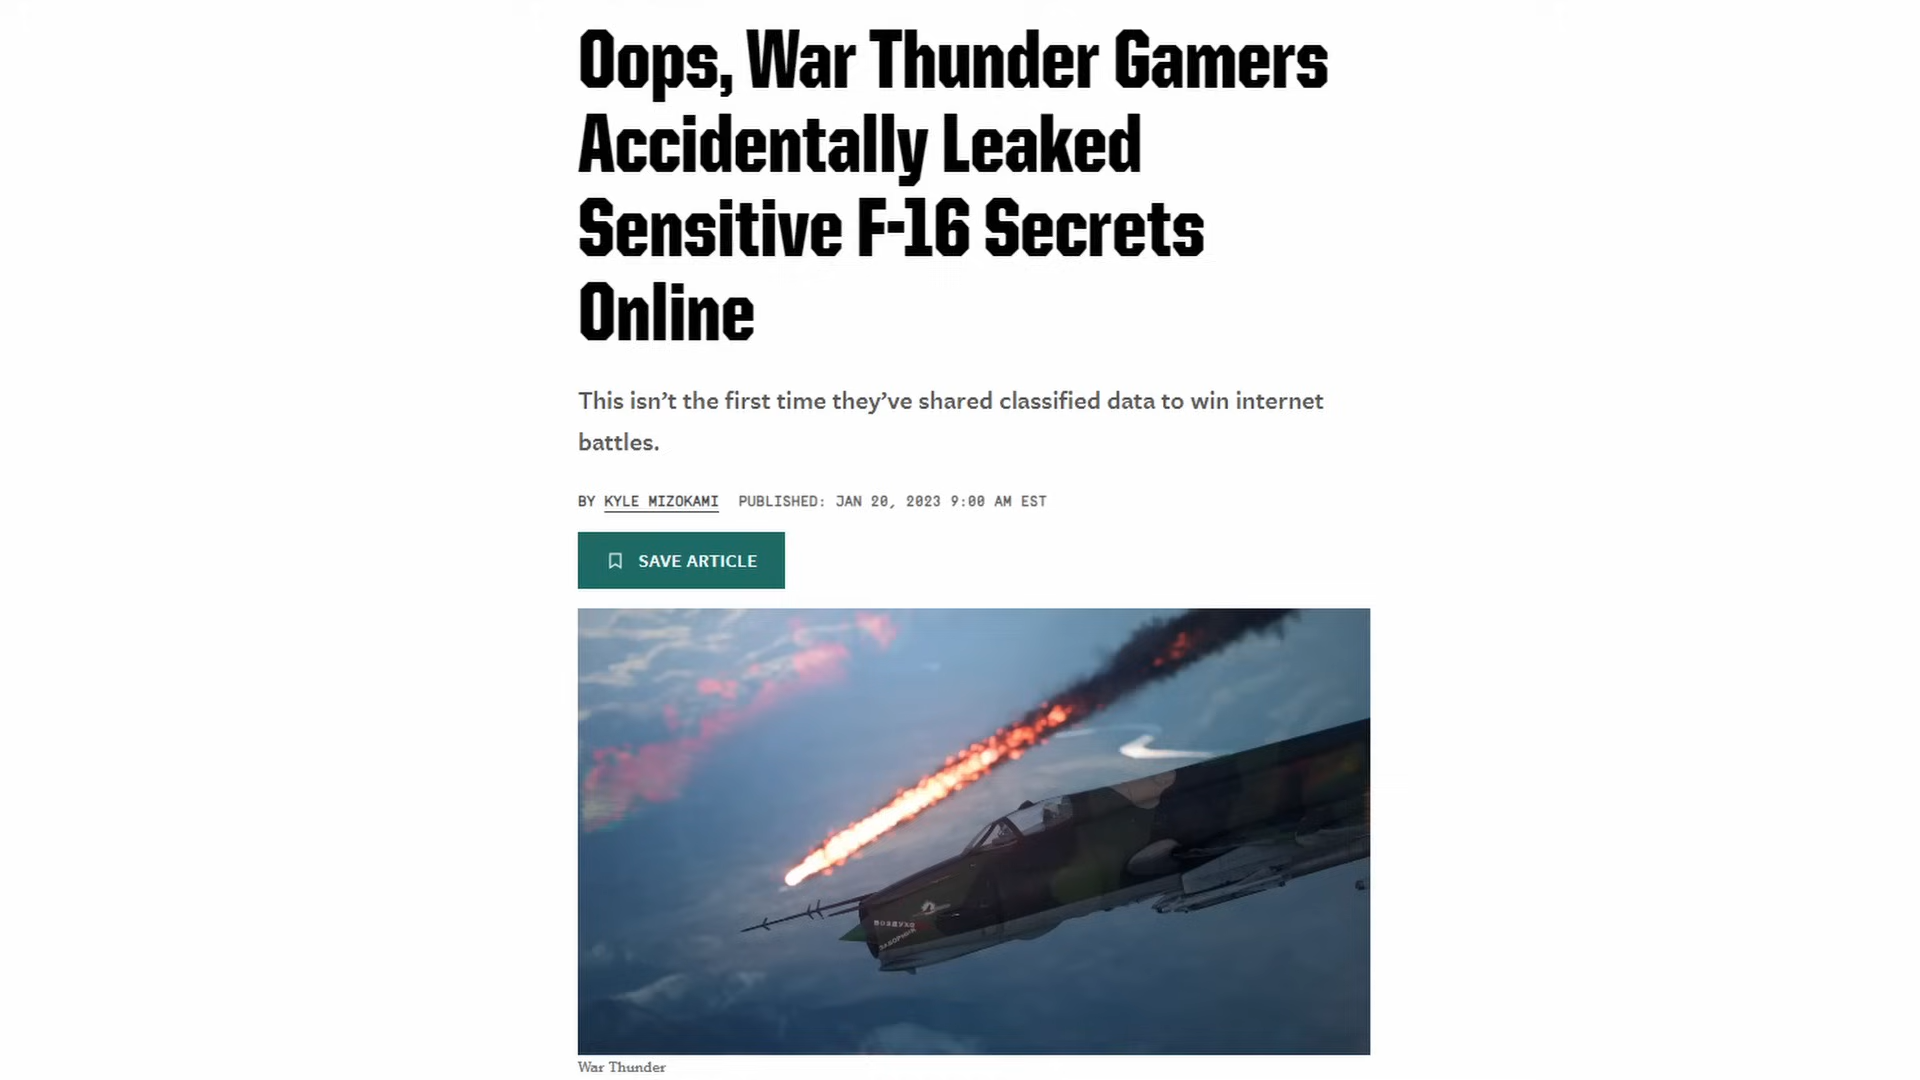 Oops, War Thunder Gamers
Accidentally Leaked
Sensitive F-16 Secrets
Online
This isn’t the first time they’ve shared classified data to win internet
battles.
BY KYLE MIZOKAMI PUBLISHED: JAN 20, 2023 9:00 AM EST
SAVE ARTICLE
ВОЗДУХО
ЗАБОРНИК
War Thunder